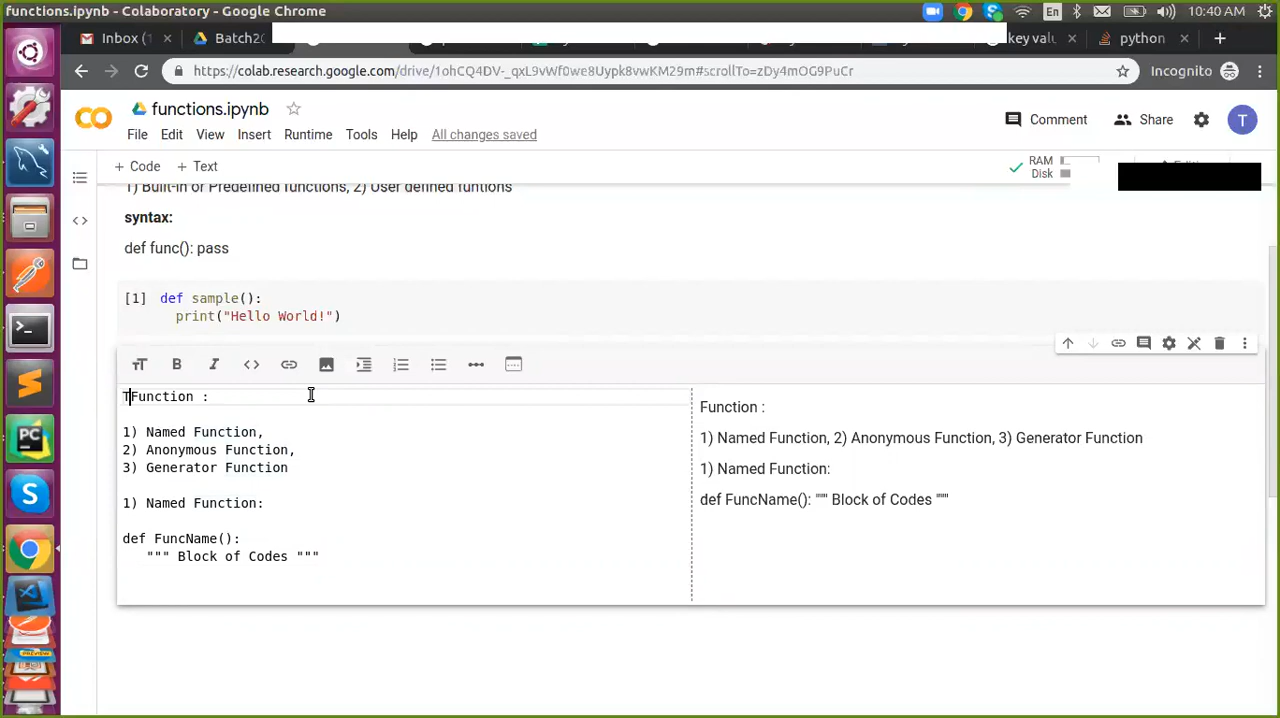 functions.ipynb - Colaboratory - Google Chrome
En
10:40 AM
Inbox (
Batch20
key valu
python
https://colab.research.google.com/drive/1ohCQ4DV-_qxL9vWf0we8Uypk8vwKM29m#scrollTo=zDy4mOG9PuCr
Incognito
functions.ipynb
File Edit View Insert Runtime Tools Help All changes saved
Comment
Share
T
+ Code + Text
RAM
Disk
1) Built-in or Predefined functions, 2) User defined funtions
syntax:
def func(): pass
[1] def sample():
print("Hello World!")
TFunction :
1) Named Function,
2) Anonymous Function,
3) Generator Function
1) Named Function:
def FuncName():
""" Block of Codes """
Function :
1) Named Function, 2) Anonymous Function, 3) Generator Function
1) Named Function:
def FuncName(): """ Block of Codes """